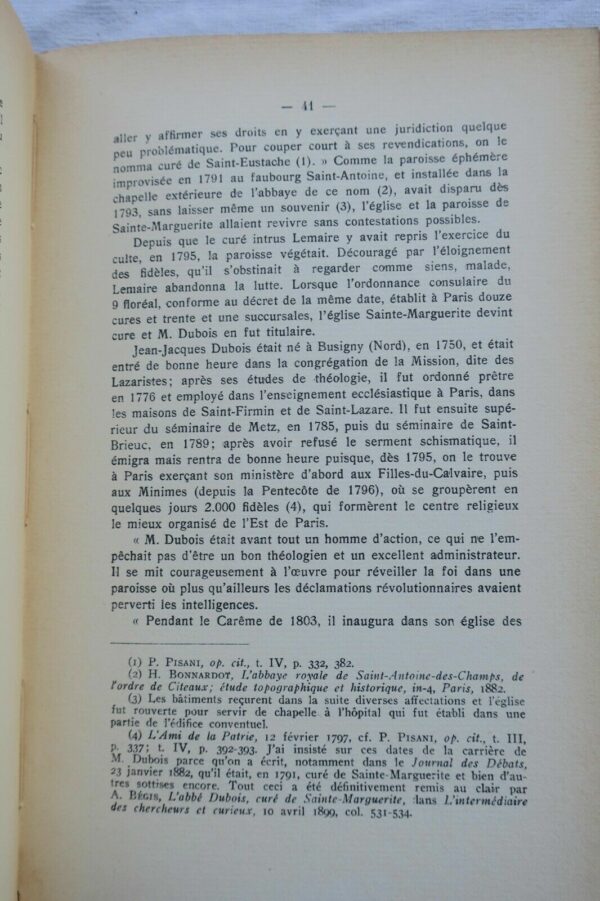 — 41 —
aller y affirmer ses droits en y exerçant une juridiction quelque
peu problématique. Pour couper court à ses revendications, on le
nomma curé de Saint-Eustache (1). » Comme la paroisse éphémère
improvisée en 1791 au faubourg Saint-Antoine, et installée dans la
chapelle extérieure de l'abbaye de ce nom (2), avait disparu dès
1793, sans laisser même un souvenir (3), l'église et la paroisse de
Sainte-Marguerite allaient revivre sans contestations possibles.
Depuis que le curé intrus Lemaire y avait repris l'exercice du
culte, en 1795, la paroisse végétait. Découragé par l'éloignement
des fidèles, qu'il s'obstinait à regarder comme siens, malade,
Lemaire abandonna la lutte. Lorsque l'ordonnance consulaire du
9 floréal, conforme au décret de la même date, établit à Paris douze
cures et trente et une succursales, l'église Sainte-Marguerite devint
cure et M. Dubois en fut titulaire.
Jean-Jacques Dubois était né à Busigny (Nord), en 1750, et était
entré de bonne heure dans la congrégation de la Mission, dite des
Lazaristes; après ses études de théologie, il fut ordonné prêtre
en 1776 et employé dans l'enseignement ecclésiastique à Paris, dans
les maisons de Saint-Firmin et de Saint-Lazare. Il fut ensuite supé-
rieur du séminaire de Metz, en 1785, puis du séminaire de Saint-
Brieuc, en 1789; après avoir refusé le serment schismatique, il
émigra mais rentra de bonne heure puisque, dès 1795, on le trouve
à Paris exerçant son ministère d'abord aux Filles-du-Calvaire, puis
aux Minimes (depuis la Pentecôte de 1796), où se groupèrent en
quelques jours 2.000 fidèles (4), qui formèrent le centre religieux
le mieux organisé de l'Est de Paris.
« M. Dubois était avant tout un homme d'action, ce qui ne l'em-
pêchait pas d'être un bon théologien et un excellent administrateur.
Il se mit courageusement à l'œuvre pour réveiller la foi dans une
paroisse où plus qu'ailleurs les déclamations révolutionnaires avaient
perverti les intelligences.
« Pendant le Carême de 1803, il inaugura dans son église des
(1) P. PISANI, op. cit., t. IV, p. 332, 382.
(2) H. BONNARDOT, L'abbaye royale de Saint-Antoine-des-Champs, de
l'ordre de Citeaux; étude topographique et historique, in-4, Paris, 1882.
(3) Les bâtiments reçurent dans la suite diverses affectations et l'église
fut rouverte pour servir de chapelle à l'hôpital qui fut établi dans une
partie de l'édifice conventuel.
(4) L'Ami de la Patrie, 12 février 1797, cf. P. PISANI, op. cit., t. III,
p. 337; t. IV, p. 392-393. J'ai insisté sur ces dates de la carrière de
M. Dubois parce qu'on a écrit, notamment dans le Journal des Débats,
23 janvier 1882, qu'il était, en 1791, curé de Sainte-Marguerite et bien d'au-
tres sottises encore. Tout ceci a été définitivement remis au clair par
A. BÉGIS, L'abbé Dubois, curé de Sainte-Marguerite, dans L'intermédiaire
des chercheurs et curieux, 10 avril 1899, col. 531-534.